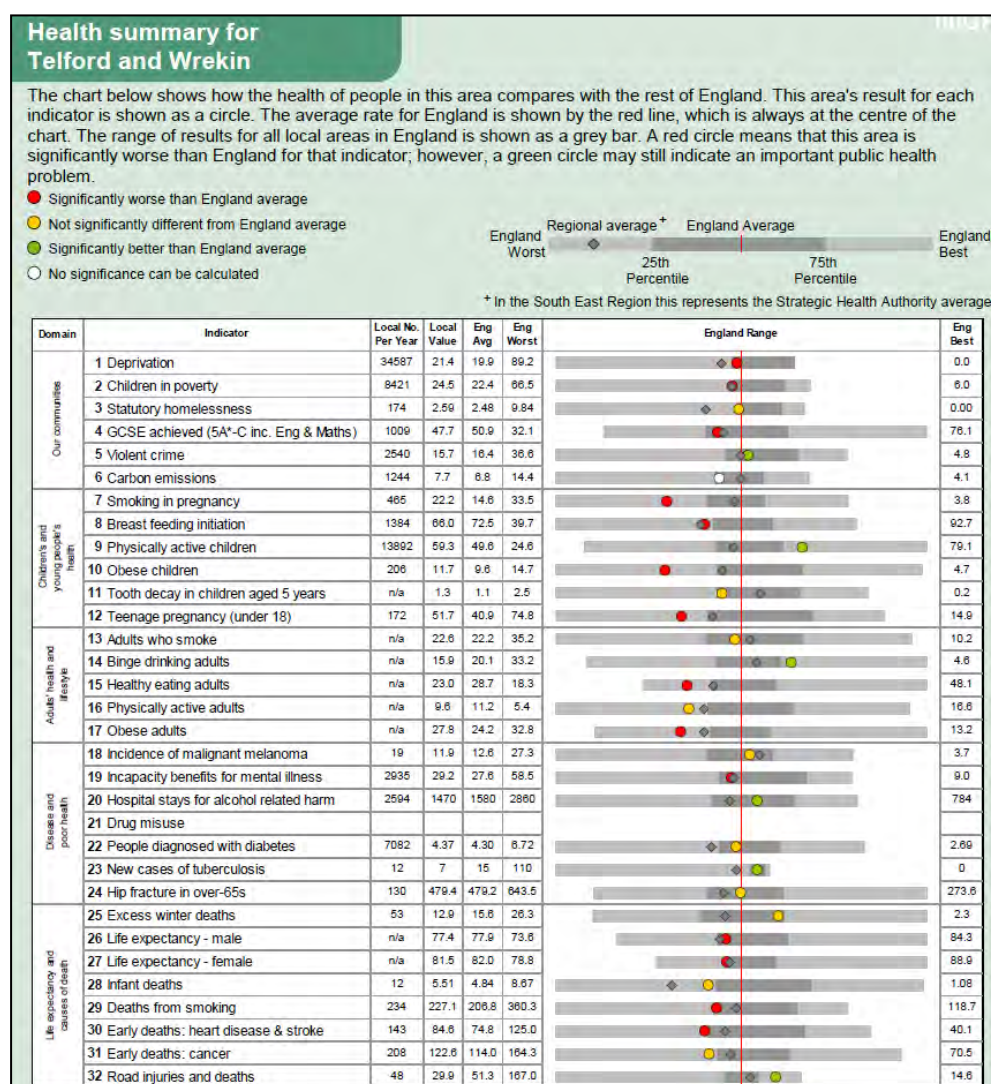 Health summary for
Telford and Wrekin
The chart below shows how the health of people in this area compares with the rest of England. This area's result for each
indicator is shown as a circle. The average rate for England is shown by the red line, which is always at the centre of the
chart. The range of results for all local areas in England is shown as a grey bar. A red circle means that this area is
significantly worse than England for that indicator; however, a green circle may still indicate an important public health
problem.
Significantly worse than England average
Not significantly different from England average
Significantly better than England average
No significance can be calculated
Regional average + England Average
England Worst England Best
25th Percentile 75th Percentile
+ In the South East Region this represents the Strategic Health Authority average
Domain Indicator Local No. Per Year Local Value Eng Avg Eng Worst England Range Eng Best
Our communities
1 Deprivation 34587 21.4 19.9 89.2 0.0
2 Children in poverty 8421 24.5 22.4 66.5 6.0
3 Statutory homelessness 174 2.59 2.48 9.84 0.00
4 GCSE achieved (5A*-C inc. Eng & Maths) 1009 47.7 50.9 32.1 76.1
5 Violent crime 2540 15.7 16.4 36.6 4.8
6 Carbon emissions 1244 7.7 6.8 14.4 4.1
Children's and young people's health
7 Smoking in pregnancy 465 22.2 14.6 33.5 3.8
8 Breast feeding initiation 1384 66.0 72.5 39.7 92.7
9 Physically active children 13892 59.3 49.6 24.6 79.1
10 Obese children 206 11.7 9.6 14.7 4.7
11 Tooth decay in children aged 5 years n/a 1.3 1.1 2.5 0.2
12 Teenage pregnancy (under 18) 172 51.7 40.9 74.8 14.9
Adults' health and lifestyle
13 Adults who smoke n/a 22.6 22.2 35.2 10.2
14 Binge drinking adults n/a 15.9 20.1 33.2 4.6
15 Healthy eating adults n/a 23.0 28.7 18.3 48.1
16 Physically active adults n/a 9.6 11.2 5.4 16.6
17 Obese adults n/a 27.8 24.2 32.8 13.2
Disease and poor health
18 Incidence of malignant melanoma 19 11.9 12.6 27.3 3.7
19 Incapacity benefits for mental illness 2935 29.2 27.6 58.5 9.0
20 Hospital stays for alcohol related harm 2594 1470 1580 2860 784
21 Drug misuse
22 People diagnosed with diabetes 7082 4.37 4.30 6.72 2.69
23 New cases of tuberculosis 12 7 15 110 0
24 Hip fracture in over-65s 130 479.4 479.2 643.5 273.6
Life expectancy and causes of death
25 Excess winter deaths 53 12.9 15.6 26.3 2.3
26 Life expectancy - male n/a 77.4 77.9 73.6 84.3
27 Life expectancy - female n/a 81.5 82.0 78.8 88.9
28 Infant deaths 12 5.51 4.84 8.67 1.08
29 Deaths from smoking 234 227.1 206.8 360.3 118.7
30 Early deaths: heart disease & stroke 143 84.6 74.8 125.0 40.1
31 Early deaths: cancer 208 122.6 114.0 164.3 70.5
32 Road injuries and deaths 48 29.9 51.3 167.0 14.6